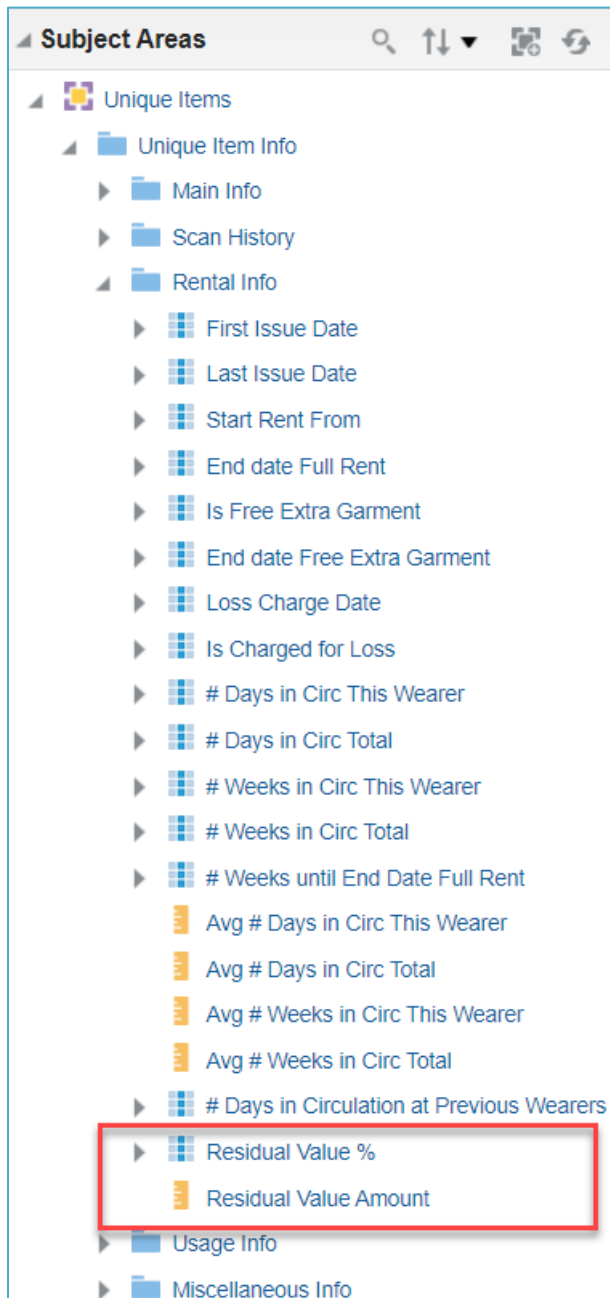 Subject Areas
Unique Items
Unique Item Info
Main Info
Scan History
Rental Info
First Issue Date
Last Issue Date
Start Rent From
End date Full Rent
Is Free Extra Garment
End date Free Extra Garment
Loss Charge Date
Is Charged for Loss
# Days in Circ This Wearer
# Days in Circ Total
# Weeks in Circ This Wearer
# Weeks in Circ Total
# Weeks until End Date Full Rent
Avg # Days in Circ This Wearer
Avg # Days in Circ Total
Avg # Weeks in Circ This Wearer
Avg # Weeks in Circ Total
# Days in Circulation at Previous Wearers
Residual Value %
Residual Value Amount
Usage Info
Miscellaneous Info